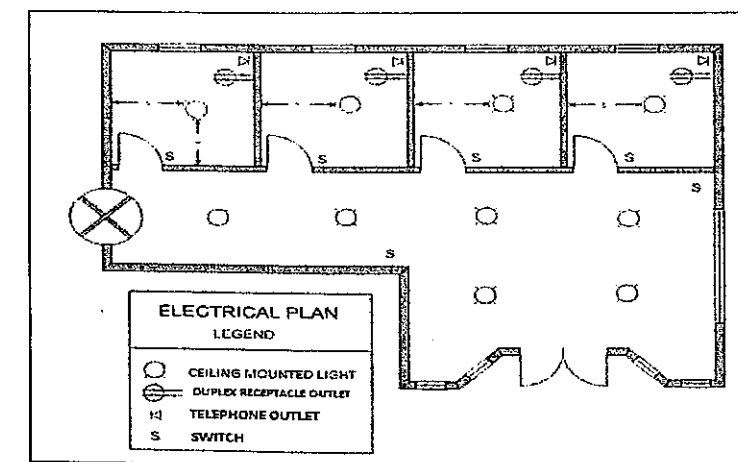 S
S
S
S
S
S
ELECTRICAL PLAN
LEGEND
CEILING MOUNTED LIGHT
DUPLEX RECEPTACLE OUTLET
TELEPHONE OUTLET
S SWITCH